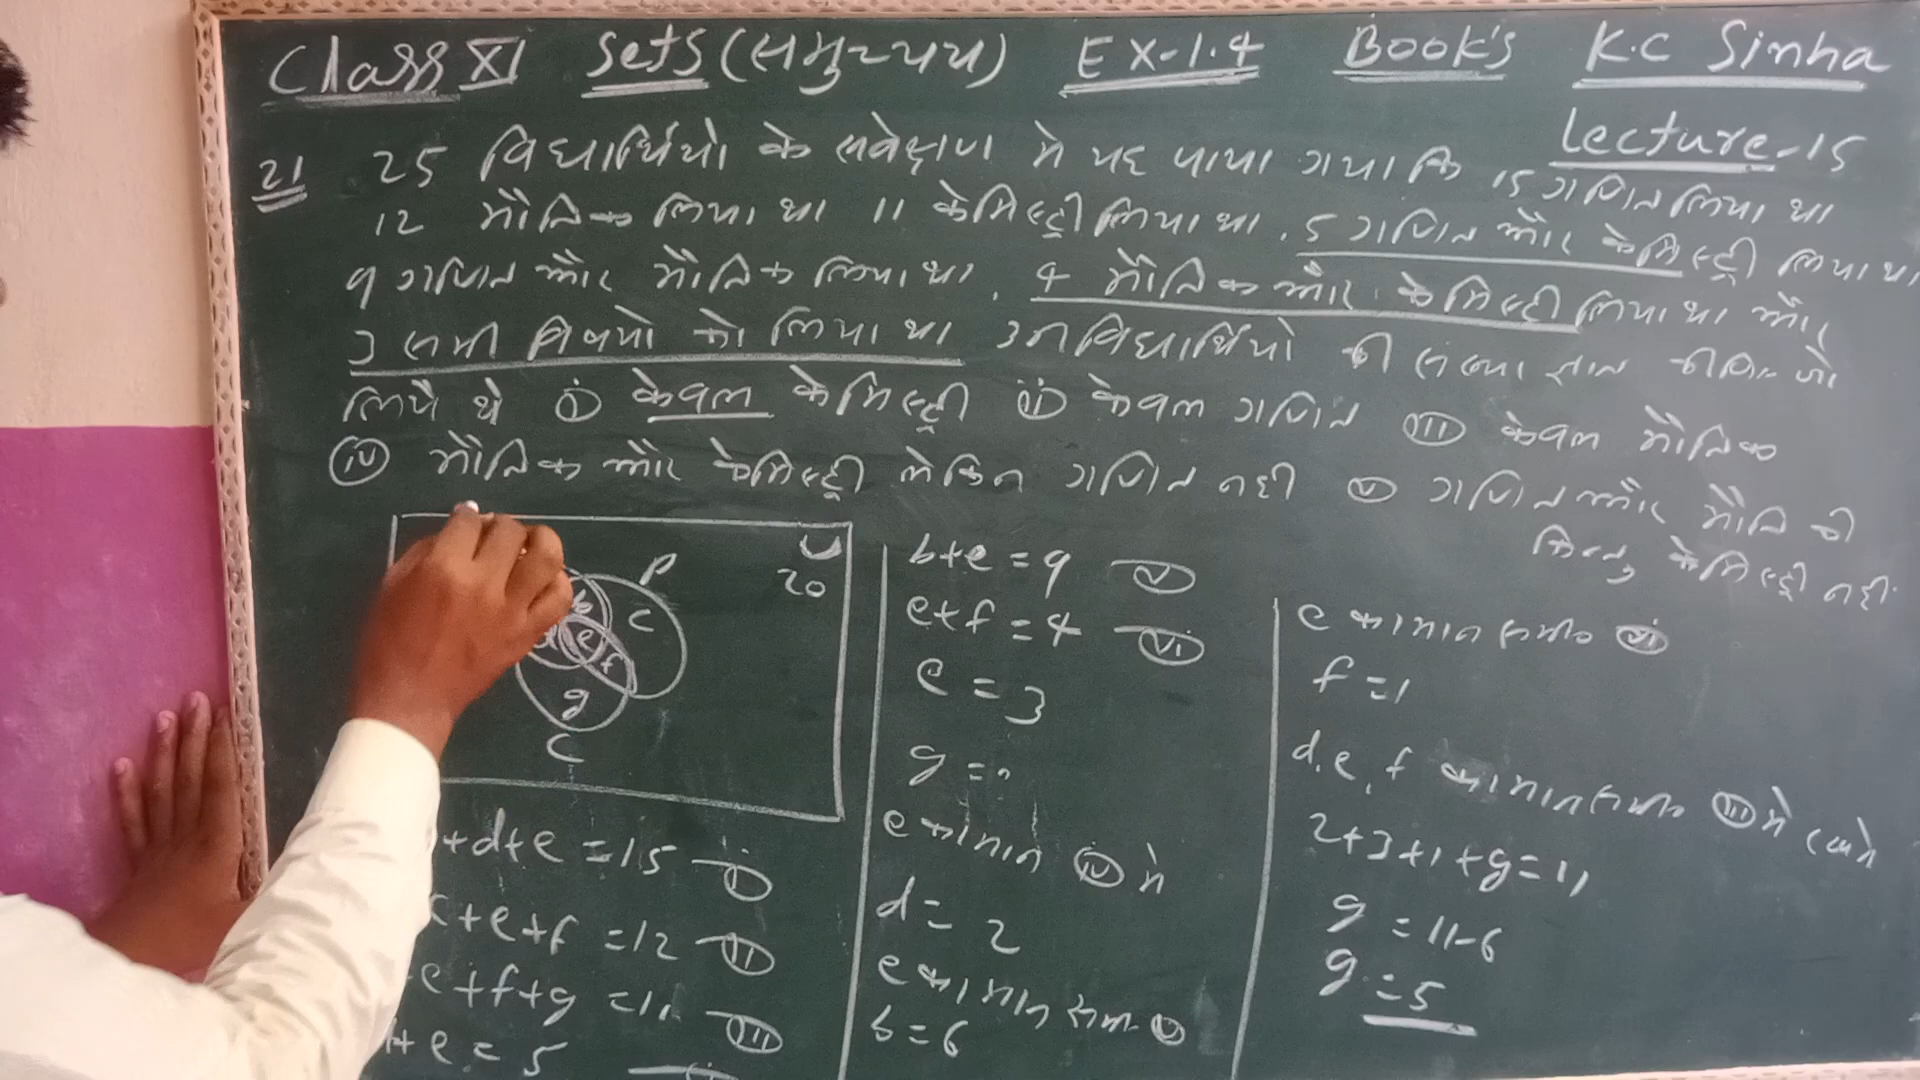 Class XI Sets (समुच्चय) EX-1.4 Book's K.C Sinha
Lecture-15
21 25 विद्यार्थियो के सर्वेक्षण मे यह पाया गया कि 15 गणित लिया था
12 भौतिक लिया था 11 केमिस्ट्री लिया था, 5 गणित और केमिस्ट्री लिया था
9 गणित और भौतिक लिया था, 4 भौतिक और केमिस्ट्री लिया था और
3 सभी विषयो को लिया था उन विद्यार्थियो की संख्या ज्ञात जो
लिये थे (i) केवल केमिस्ट्री (ii) केवल गणित (iii) केवल भौतिक
(iv) भौतिक और केमिस्ट्री लेकिन गणित नही (v) गणित और भौति की
किन्तु केमिस्ट्री नही.
U
20
P
b
c
e
f
g
C
+d+e = 15 (i)
c+e+f = 12 (ii)
e+f+g = 11 (iii)
+e = 5
b+e = 9 (v)
e+f = 4 (vi)
e = 3
g = ?
e का मान (iv) मे
d = 2
e का मान (v)
b = 6
e का मान (vi)
f = 1
d, e, f का मान (iii) मे
2+3+1+g = 11
g = 11-6
g = 5